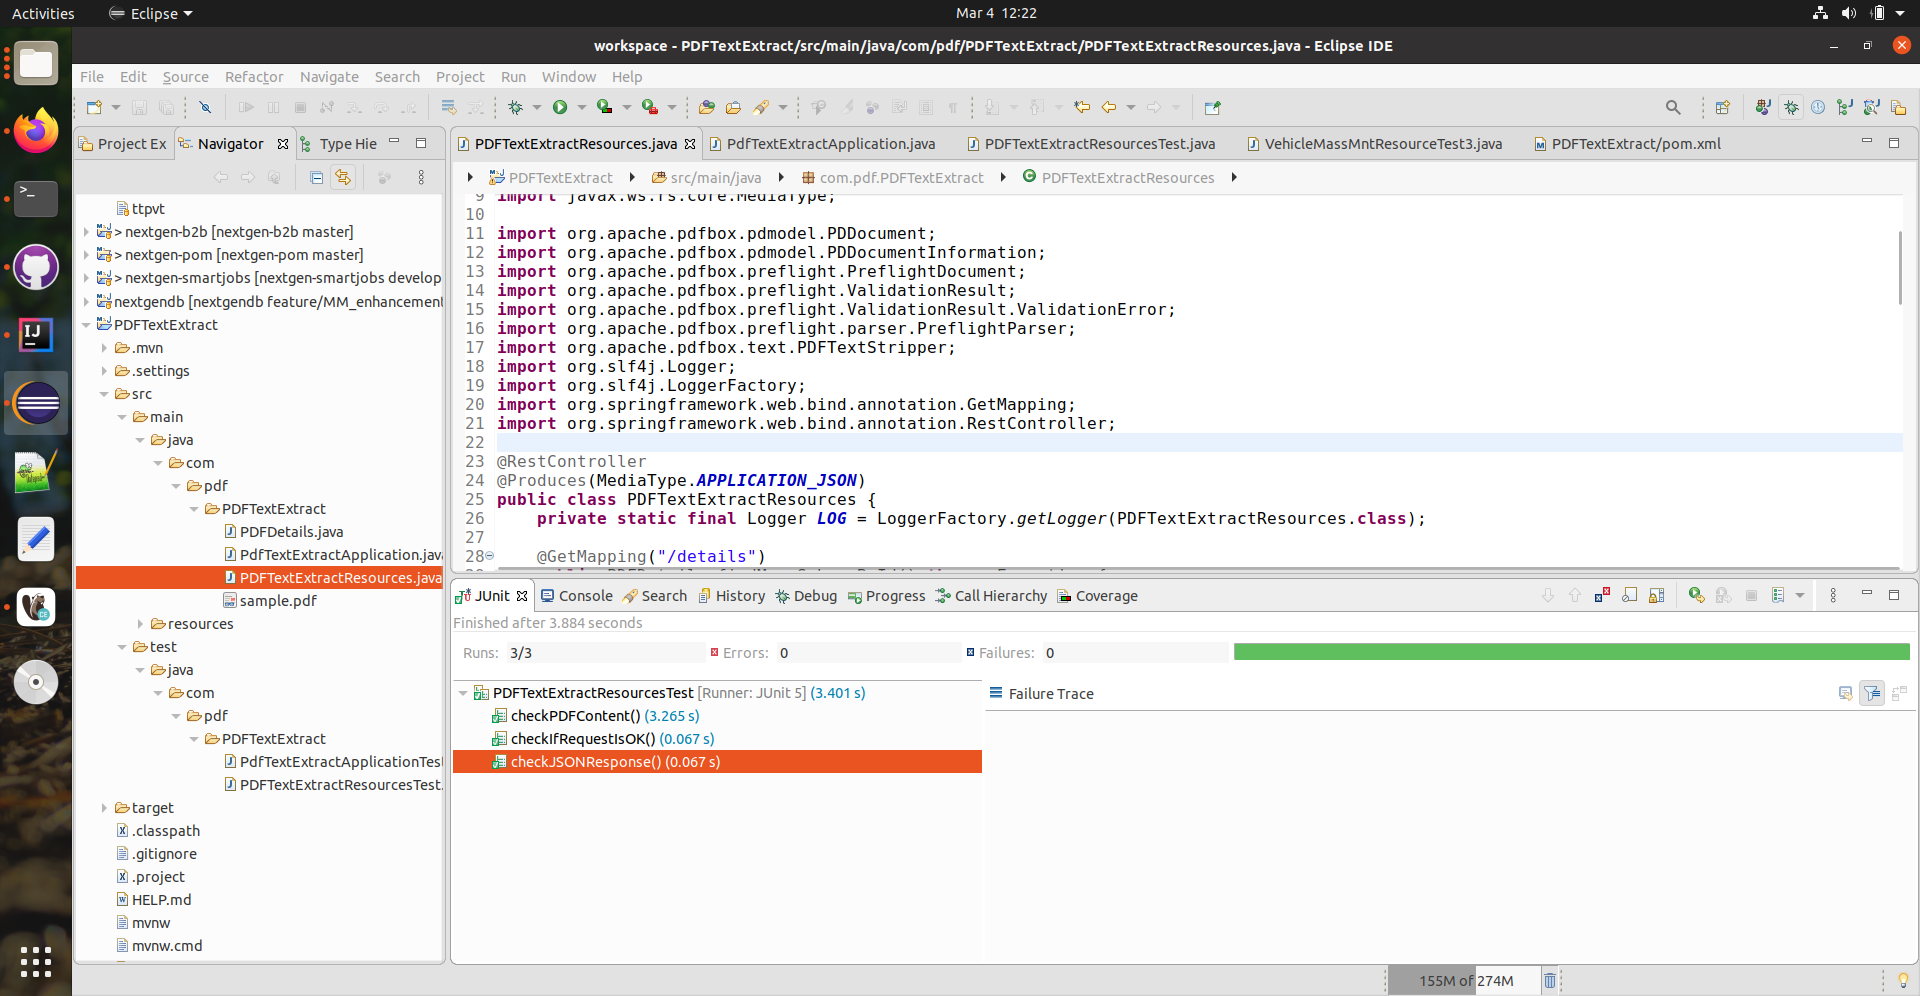 Activities
Eclipse
Mar 4 12:22
workspace - PDFTextExtract/src/main/java/com/pdf/PDFTextExtract/PDFTextExtractResources.java - Eclipse IDE
File Edit Source Refactor Navigate Search Project Run Window Help
Project Ex
Navigator
Type Hie
ttpvt
> nextgen-b2b [nextgen-b2b master]
> nextgen-pom [nextgen-pom master]
> nextgen-smartjobs [nextgen-smartjobs develop
nextgendb [nextgendb feature/MM_enhancement
PDFTextExtract
.mvn
.settings
src
main
java
com
pdf
PDFTextExtract
PDFDetails.java
PdfTextExtractApplication.java
PDFTextExtractResources.java
sample.pdf
resources
test
java
com
pdf
PDFTextExtract
PdfTextExtractApplicationTest
PDFTextExtractResourcesTest.
target
.classpath
.gitignore
.project
HELP.md
mvnw
mvnw.cmd
PDFTextExtractResources.java
PdfTextExtractApplication.java
PDFTextExtractResourcesTest.java
VehicleMassMntResourceTest3.java
PDFTextExtract/pom.xml
PDFTextExtract
src/main/java
com.pdf.PDFTextExtract
PDFTextExtractResources
9 import javax.ws.rs.core.MediaType;
10
11 import org.apache.pdfbox.pdmodel.PDDocument;
12 import org.apache.pdfbox.pdmodel.PDDocumentInformation;
13 import org.apache.pdfbox.preflight.PreflightDocument;
14 import org.apache.pdfbox.preflight.ValidationResult;
15 import org.apache.pdfbox.preflight.ValidationResult.ValidationError;
16 import org.apache.pdfbox.preflight.parser.PreflightParser;
17 import org.apache.pdfbox.text.PDFTextStripper;
18 import org.slf4j.Logger;
19 import org.slf4j.LoggerFactory;
20 import org.springframework.web.bind.annotation.GetMapping;
21 import org.springframework.web.bind.annotation.RestController;
22
23 @RestController
24 @Produces(MediaType.APPLICATION_JSON)
25 public class PDFTextExtractResources {
26 private static final Logger LOG = LoggerFactory.getLogger(PDFTextExtractResources.class);
27
28 @GetMapping("/details")
JUnit
Console
Search
History
Debug
Progress
Call Hierarchy
Coverage
Finished after 3.884 seconds
Runs: 3/3
Errors: 0
Failures: 0
PDFTextExtractResourcesTest [Runner: JUnit 5] (3.401 s)
checkPDFContent() (3.265 s)
checkIfRequestIsOK() (0.067 s)
checkJSONResponse() (0.067 s)
Failure Trace
155M of 274M